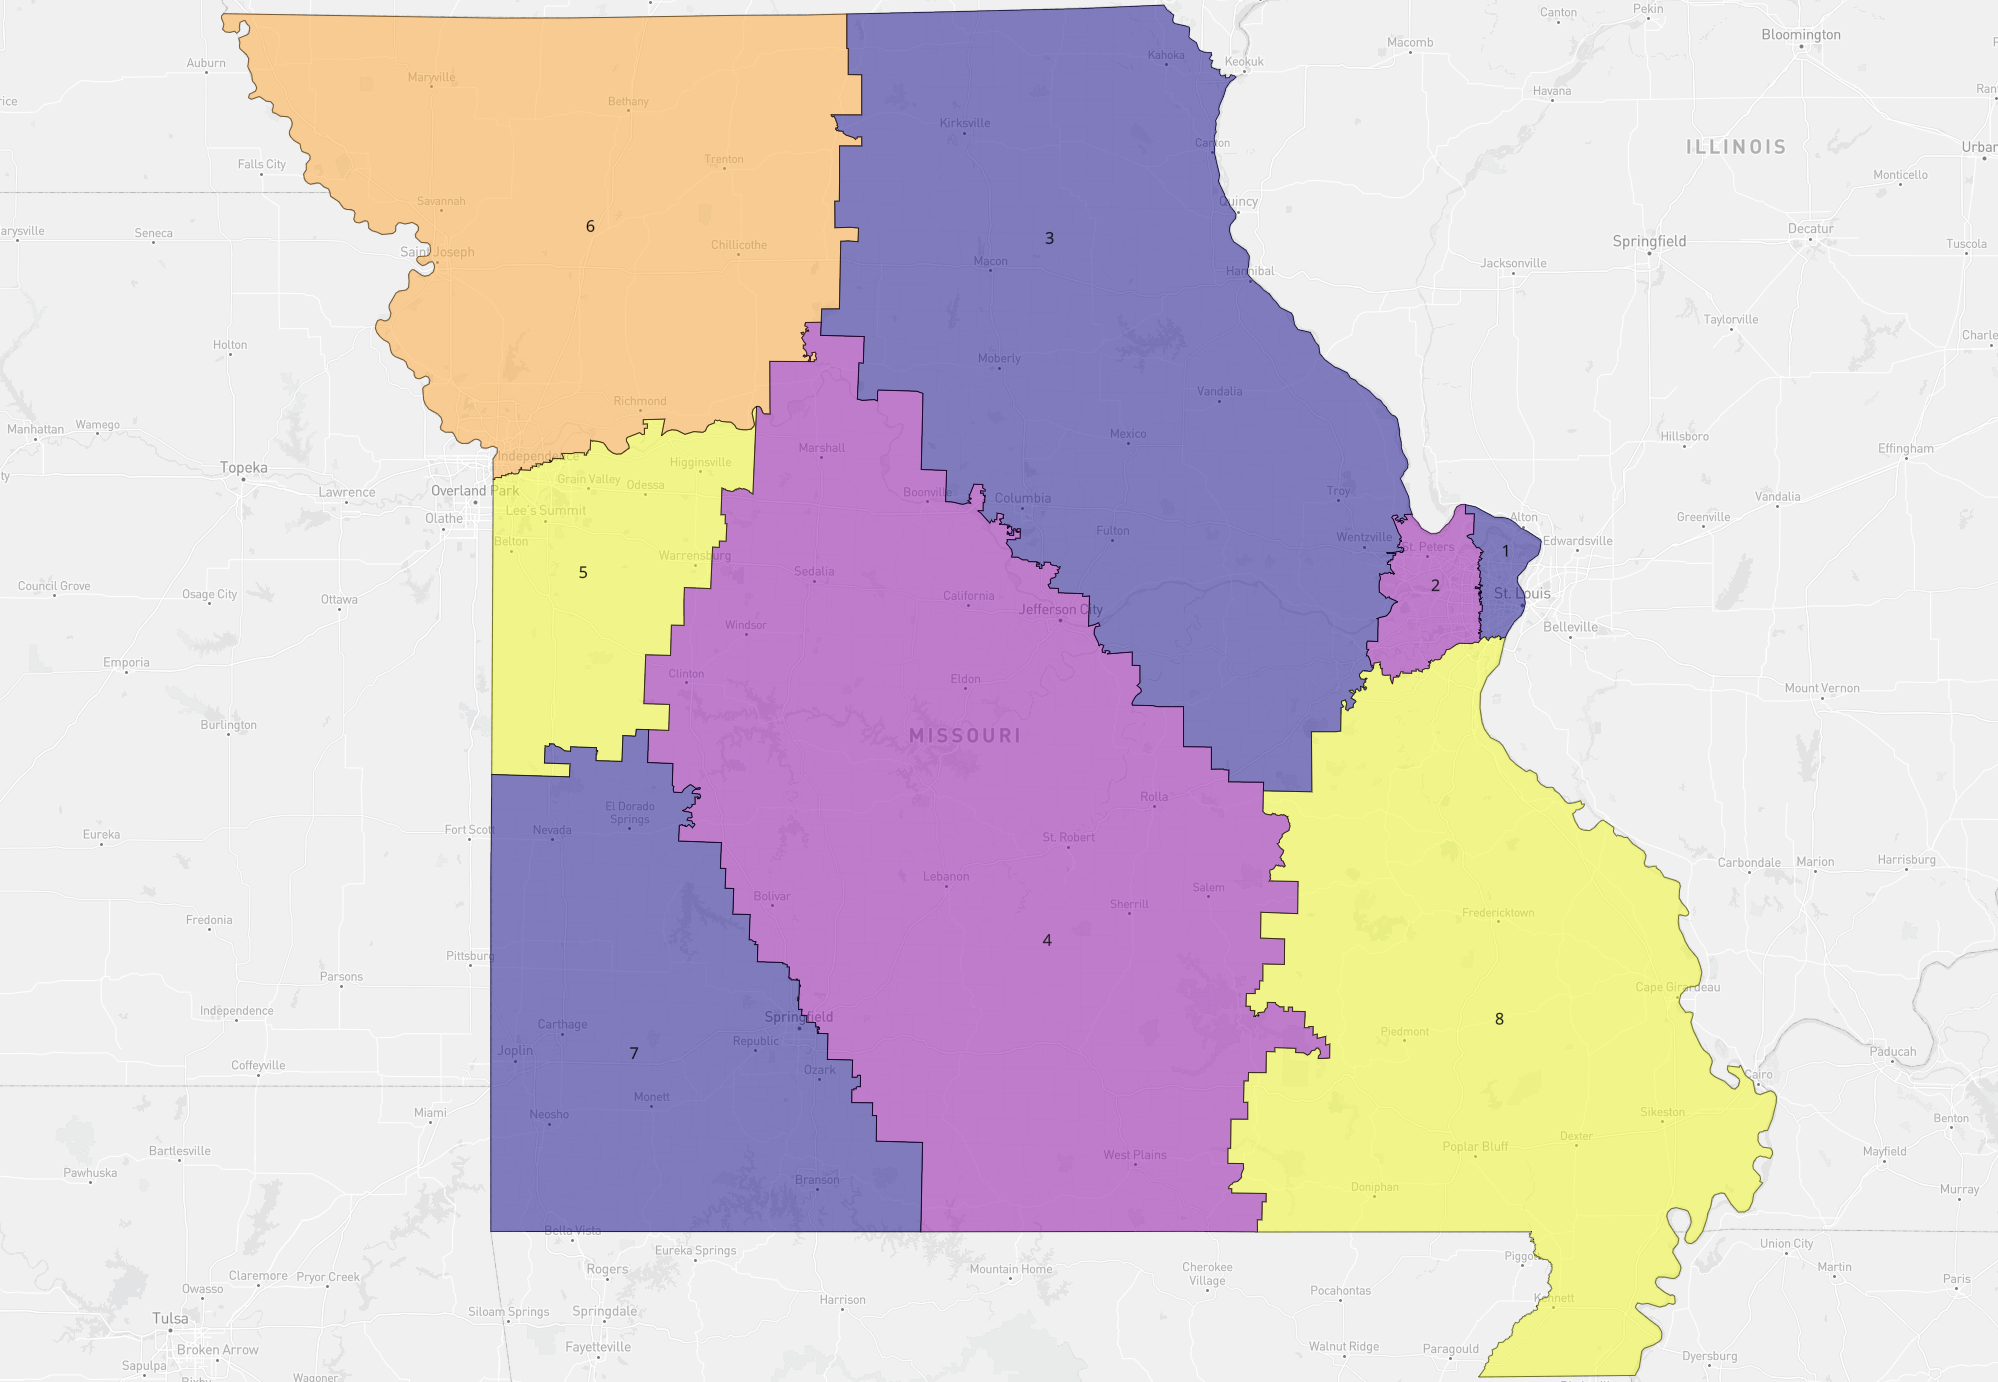 Canton
Pekin
Bloomington
Macomb
Kahoka
Keokuk
Auburn
Maryville
Havana
Bethany
Kirksville
Canton
ILLINOIS
Falls City
Trenton
Monticello
Savannah
Quincy
arysville
Seneca
6
3
Springfield
Decatur
Tuscola
Chillicothe
Saint Joseph
Macon
Hannibal
Jacksonville
Taylorville
Holton
Moberly
Vandalia
Richmond
Manhattan
Wamego
Mexico
Hillsboro
Effingham
Marshall
Independence
Higginsville
Topeka
Grain Valley
Odessa
Overland Park
Lawrence
Boonville
Columbia
Troy
Vandalia
Lee's Summit
Olathe
Fulton
Alton
Greenville
Belton
Warrensburg
Wentzville
St. Peters
1
Edwardsville
5
Sedalia
2
Council Grove
Osage City
Ottawa
California
Jefferson City
St. Louis
Windsor
Belleville
Emporia
Clinton
Eldon
Mount Vernon
Burlington
MISSOURI
Rolla
El Dorado
Springs
Eureka
Fort Scott
Nevada
St. Robert
Carbondale
Marion
Harrisburg
Lebanon
Salem
Bolivar
Sherrill
Fredericktown
Fredonia
4
Pittsburg
Parsons
Cape Girardeau
Independence
Springfield
8
Carthage
Piedmont
Joplin
7
Republic
Paducah
Coffeyville
Ozark
Cairo
Monett
Miami
Neosho
Sikeston
Benton
Dexter
Bartlesville
Poplar Bluff
Mayfield
West Plains
Pawhuska
Branson
Doniphan
Murray
Bella Vista
Eureka Springs
Union City
Rogers
Mountain Home
Cherokee
Village
Martin
Claremore
Pryor Creek
Paris
Owasso
Pocahontas
Harrison
Kennett
Siloam Springs
Springdale
Tulsa
Fayetteville
Walnut Ridge
Paragould
Broken Arrow
Dyersburg
Sapulpa
Wagoner